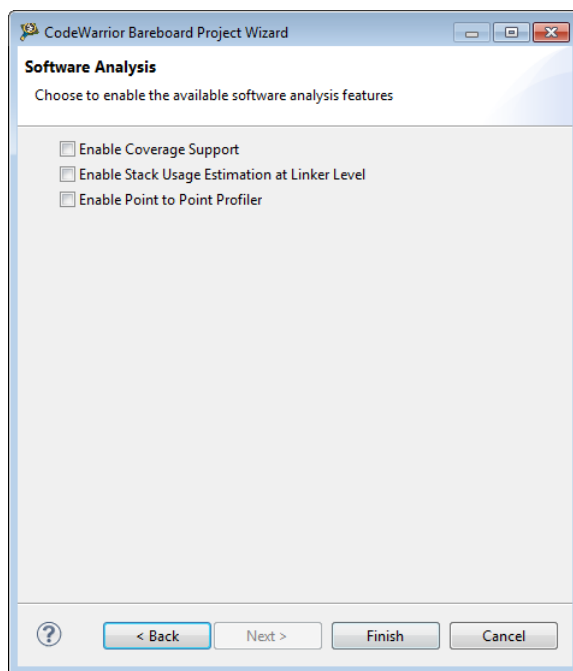 CodeWarrior Bareboard Project Wizard
Software Analysis
Choose to enable the available software analysis features
Enable Coverage Support
Enable Stack Usage Estimation at Linker Level
Enable Point to Point Profiler
? < Back Next > Finish Cancel